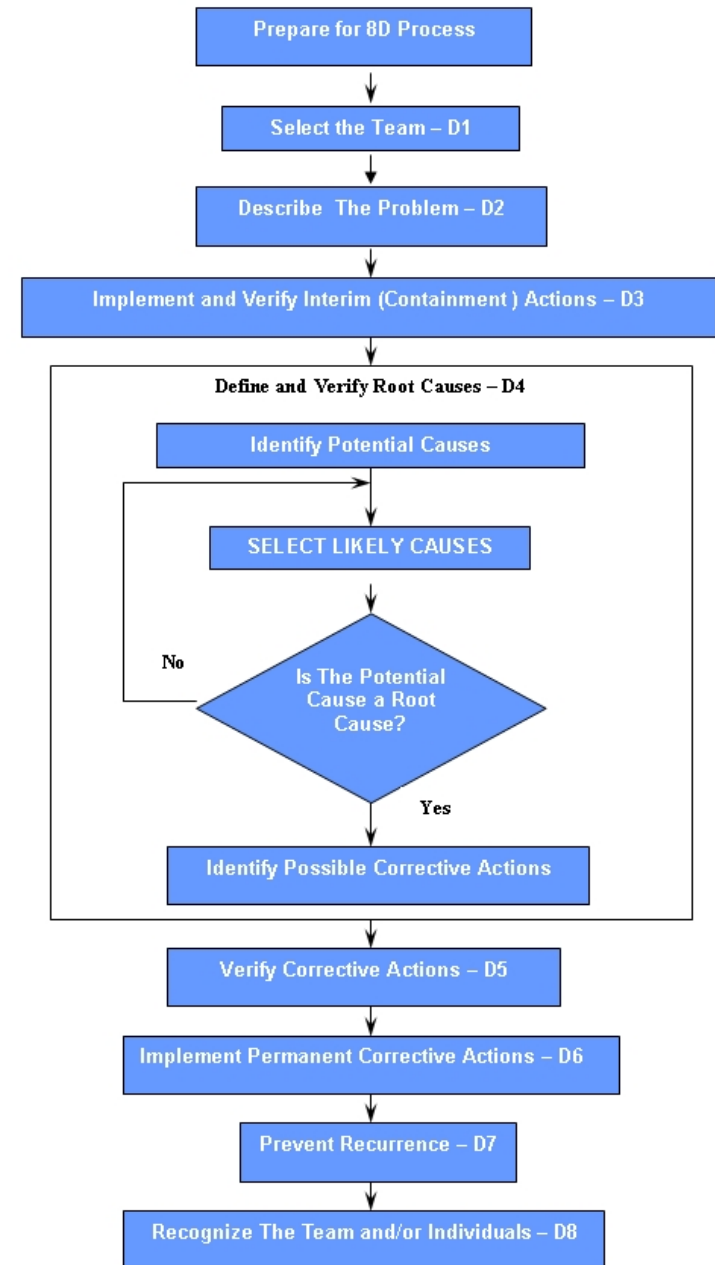 Prepare for 8D Process
Select the Team – D1
Describe The Problem – D2
Implement and Verify Interim (Containment ) Actions – D3
Define and Verify Root Causes – D4
Identify Potential Causes
SELECT LIKELY CAUSES
No
Is The Potential
Cause a Root
Cause?
Yes
Identify Possible Corrective Actions
Verify Corrective Actions – D5
Implement Permanent Corrective Actions – D6
Prevent Recurrence – D7
Recognize The Team and/or Individuals – D8